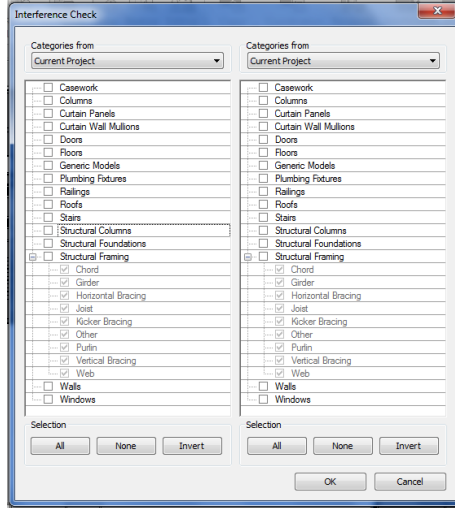 Interference Check
Categories from
Current Project
Casework
Columns
Curtain Panels
Curtain Wall Mullions
Doors
Floors
Generic Models
Plumbing Fixtures
Railings
Roofs
Stairs
Structural Columns
Structural Foundations
Structural Framing
Chord
Girder
Horizontal Bracing
Joist
Kicker Bracing
Other
Purlin
Vertical Bracing
Web
Walls
Windows
Selection
All None Invert
Categories from
Current Project
Casework
Columns
Curtain Panels
Curtain Wall Mullions
Doors
Floors
Generic Models
Plumbing Fixtures
Railings
Roofs
Stairs
Structural Columns
Structural Foundations
Structural Framing
Chord
Girder
Horizontal Bracing
Joist
Kicker Bracing
Other
Purlin
Vertical Bracing
Web
Walls
Windows
Selection
All None Invert
OK Cancel